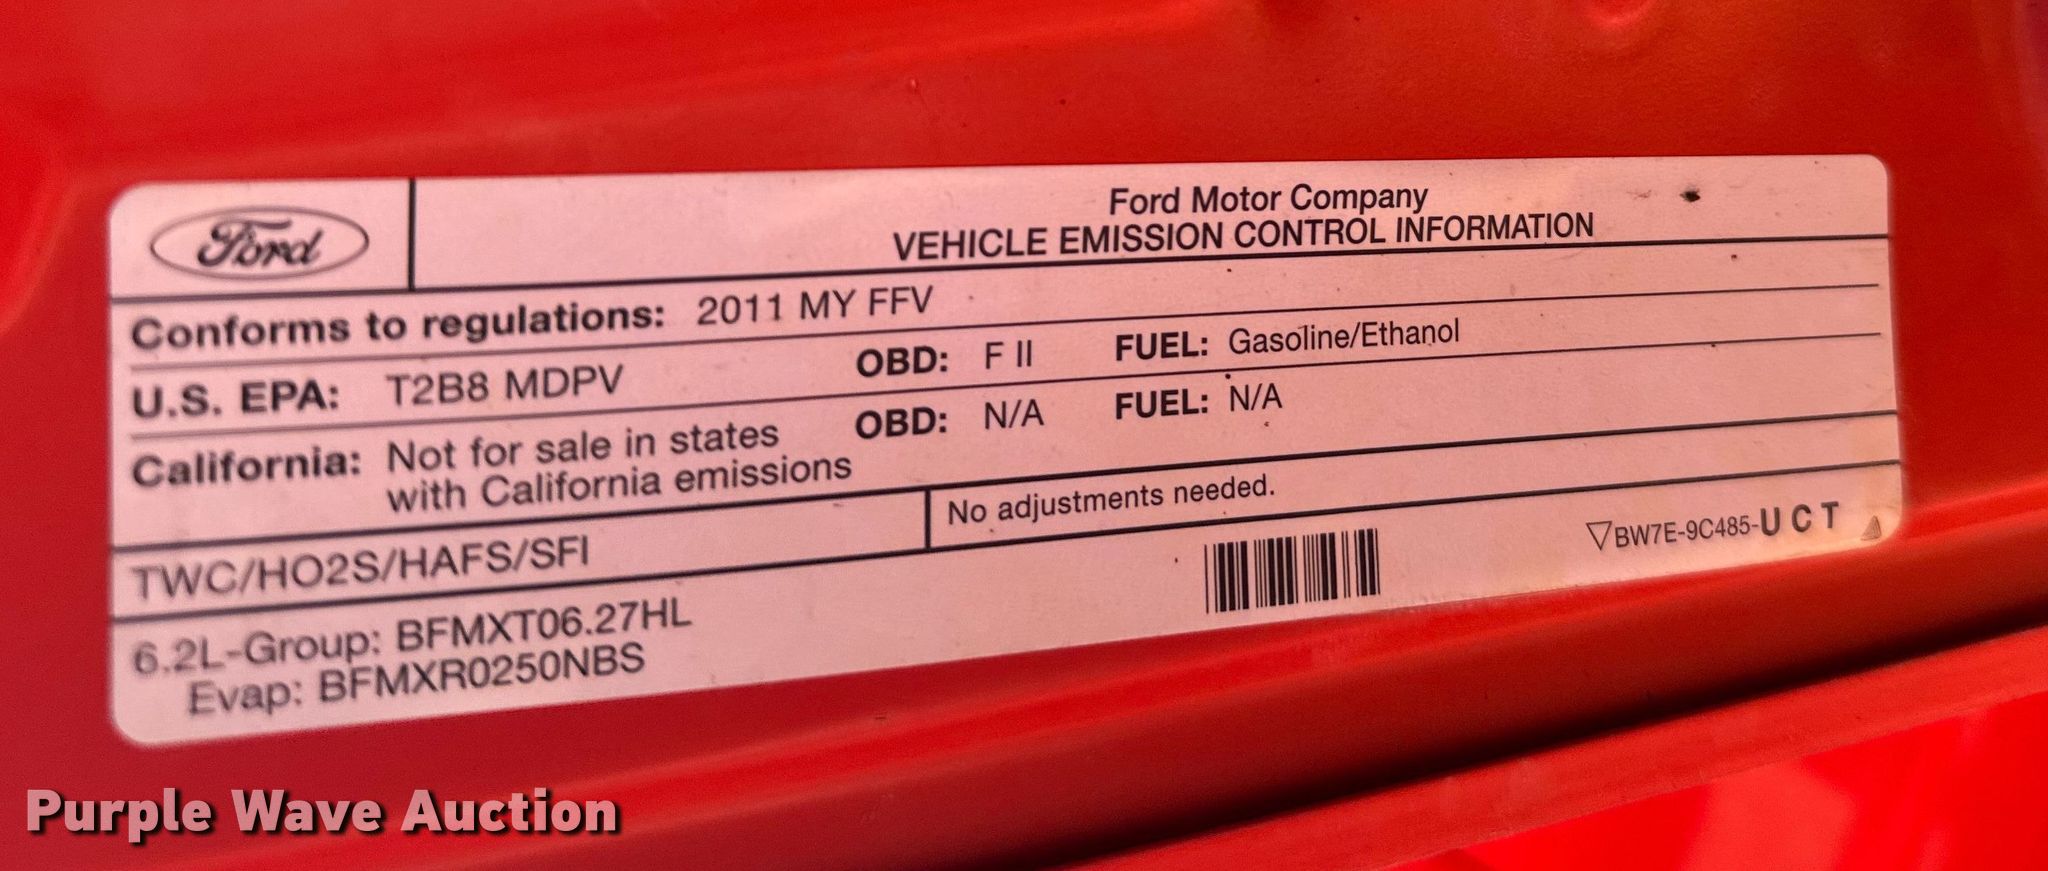 Ford
Ford Motor Company
VEHICLE EMISSION CONTROL INFORMATION
Conforms to regulations: 2011 MY FFV
U.S. EPA: T2B8 MDPV OBD: F II FUEL: Gasoline/Ethanol
California: Not for sale in states OBD: N/A FUEL: N/A
with California emissions
TWC/HO2S/HAFS/SFI
No adjustments needed.
6.2L-Group: BFMXT06.27HL
Evap: BFMXR0250NBS
BW7E-9C485-UCT
Purple Wave Auction